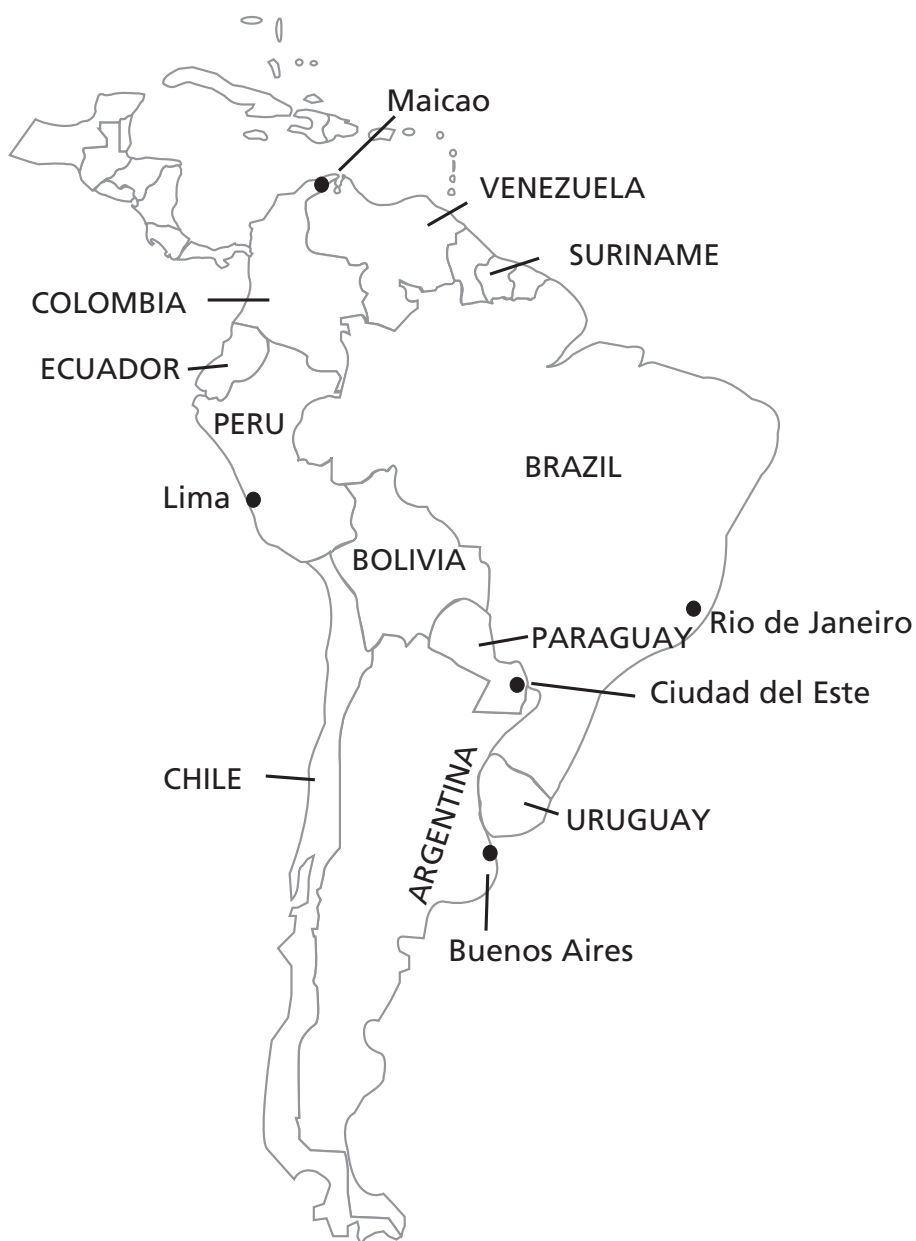 Maicao
VENEZUELA
SURINAME
COLOMBIA
ECUADOR
PERU
BRAZIL
Lima
BOLIVIA
Rio de Janeiro
PARAGUAY
Ciudad del Este
CHILE
ARGENTINA
URUGUAY
Buenos Aires